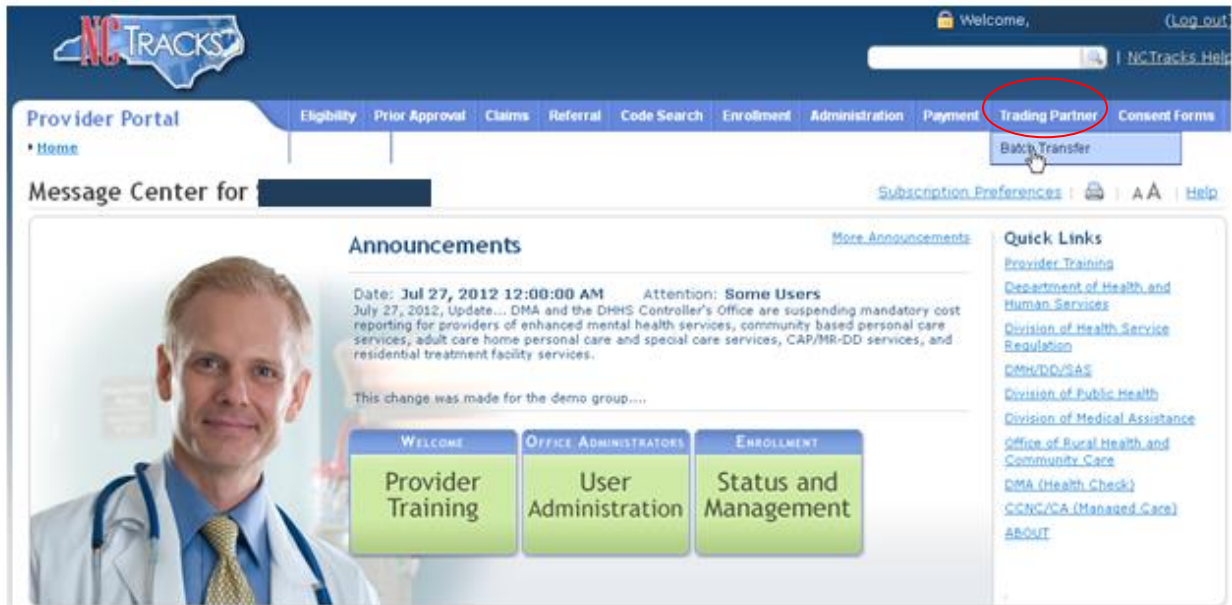 NCTRACKS
Welcome, (Log out)
| NCTracks Help
Provider Portal
Eligibility Prior Approval Claims Referral Code Search Enrollment Administration Payment Trading Partner Consent Forms
Home
Batch Transfer
Message Center for
Subscription Preferences | | A A | Help
Announcements
More Announcements
Date: Jul 27, 2012 12:00:00 AM Attention: Some Users
July 27, 2012, Update... DMA and the DHHS Controller's Office are suspending mandatory cost
reporting for providers of enhanced mental health services, community based personal care
services, adult care home personal care and special care services, CAP/MR-DD services, and
residential treatment facility services.
This change was made for the demo group....
WELCOME
Provider
Training
OFFICE ADMINISTRATORS
User
Administration
ENROLLMENT
Status and
Management
Quick Links
Provider Training
Department of Health and
Human Services
Division of Health Service
Regulation
DMH/DD/SAS
Division of Public Health
Division of Medical Assistance
Office of Rural Health and
Community Care
DMA (Health Check)
CCNC/CA (Managed Care)
ABOUT